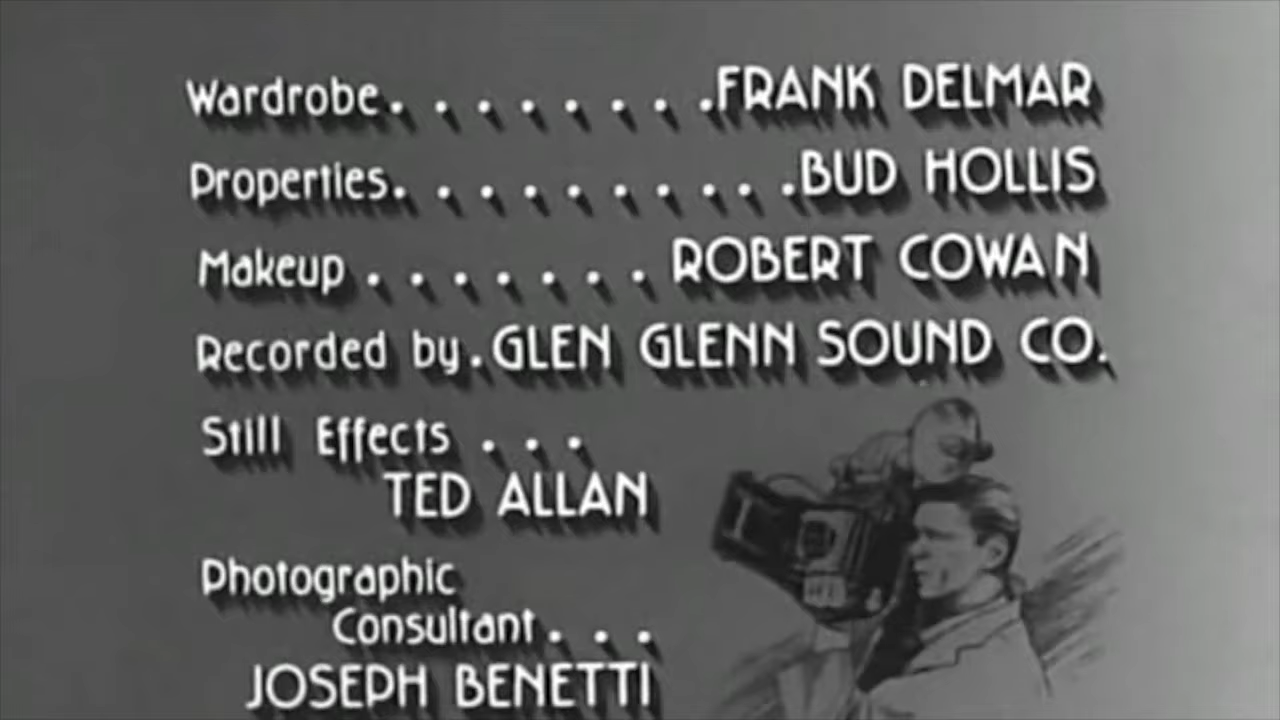 Wardrobe. . . . . . . .FRANK DELMAR
Properties. . . . . . . . . .BUD HOLLIS
Makeup . . . . . . . ROBERT COWAN
Recorded by.GLEN GLENN SOUND CO.
Still Effects . . .
TED ALLAN
Photographic
Consultant. . .
JOSEPH BENETTI